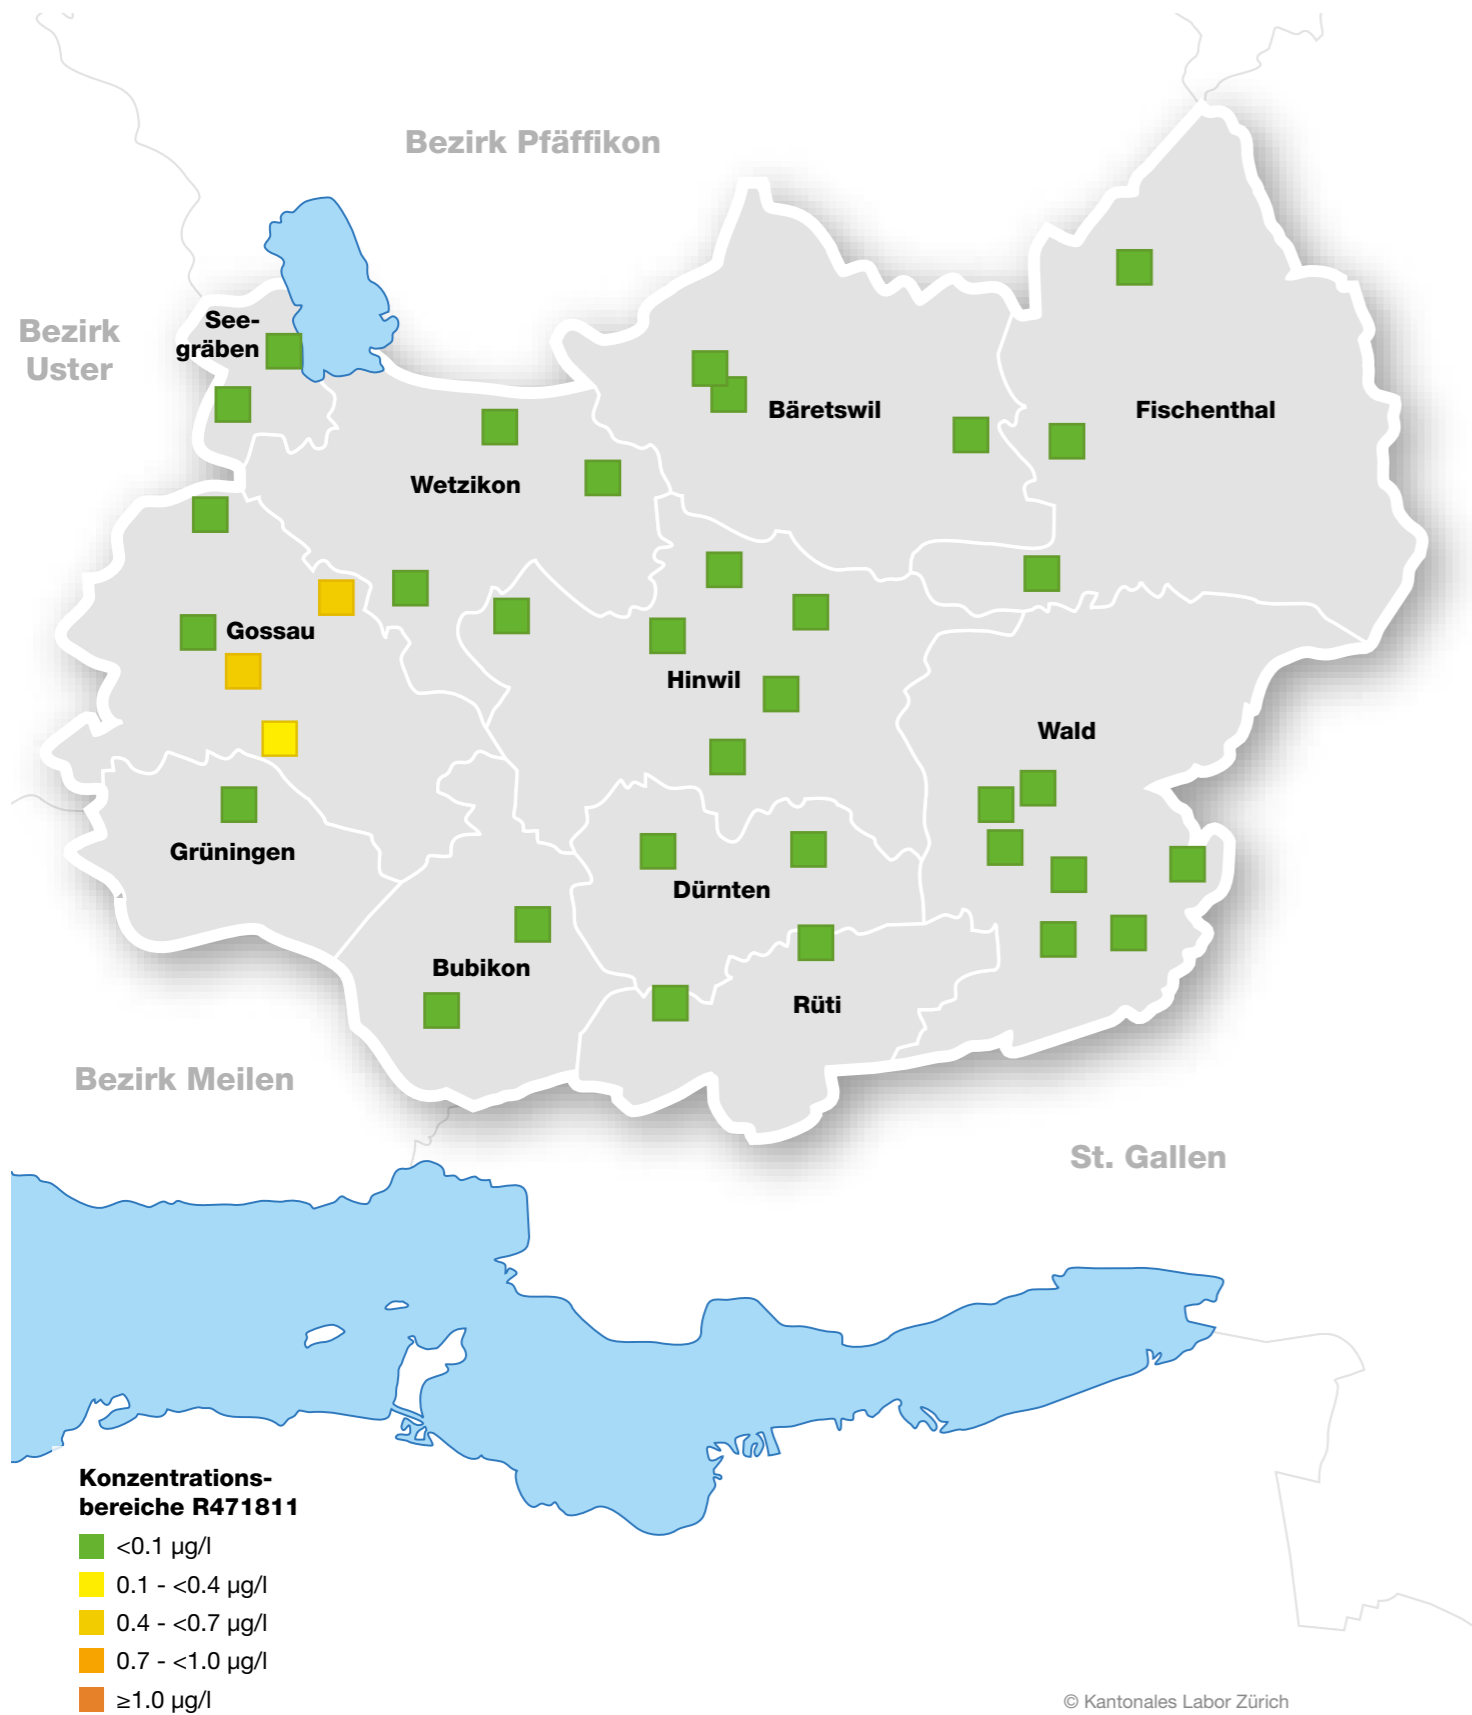 Bezirk Pfäffikon
Bezirk
Uster
See-
gräben
Bäretswil
Fischenthal
Wetzikon
Gossau
Hinwil
Wald
Grüningen
Dürnten
Bubikon
Rüti
Bezirk Meilen
St. Gallen
Konzentrations-
bereiche R471811
<0.1 µg/l
0.1 - <0.4 µg/l
0.4 - <0.7 µg/l
0.7 - <1.0 µg/l
≥1.0 µg/l
© Kantonales Labor Zürich